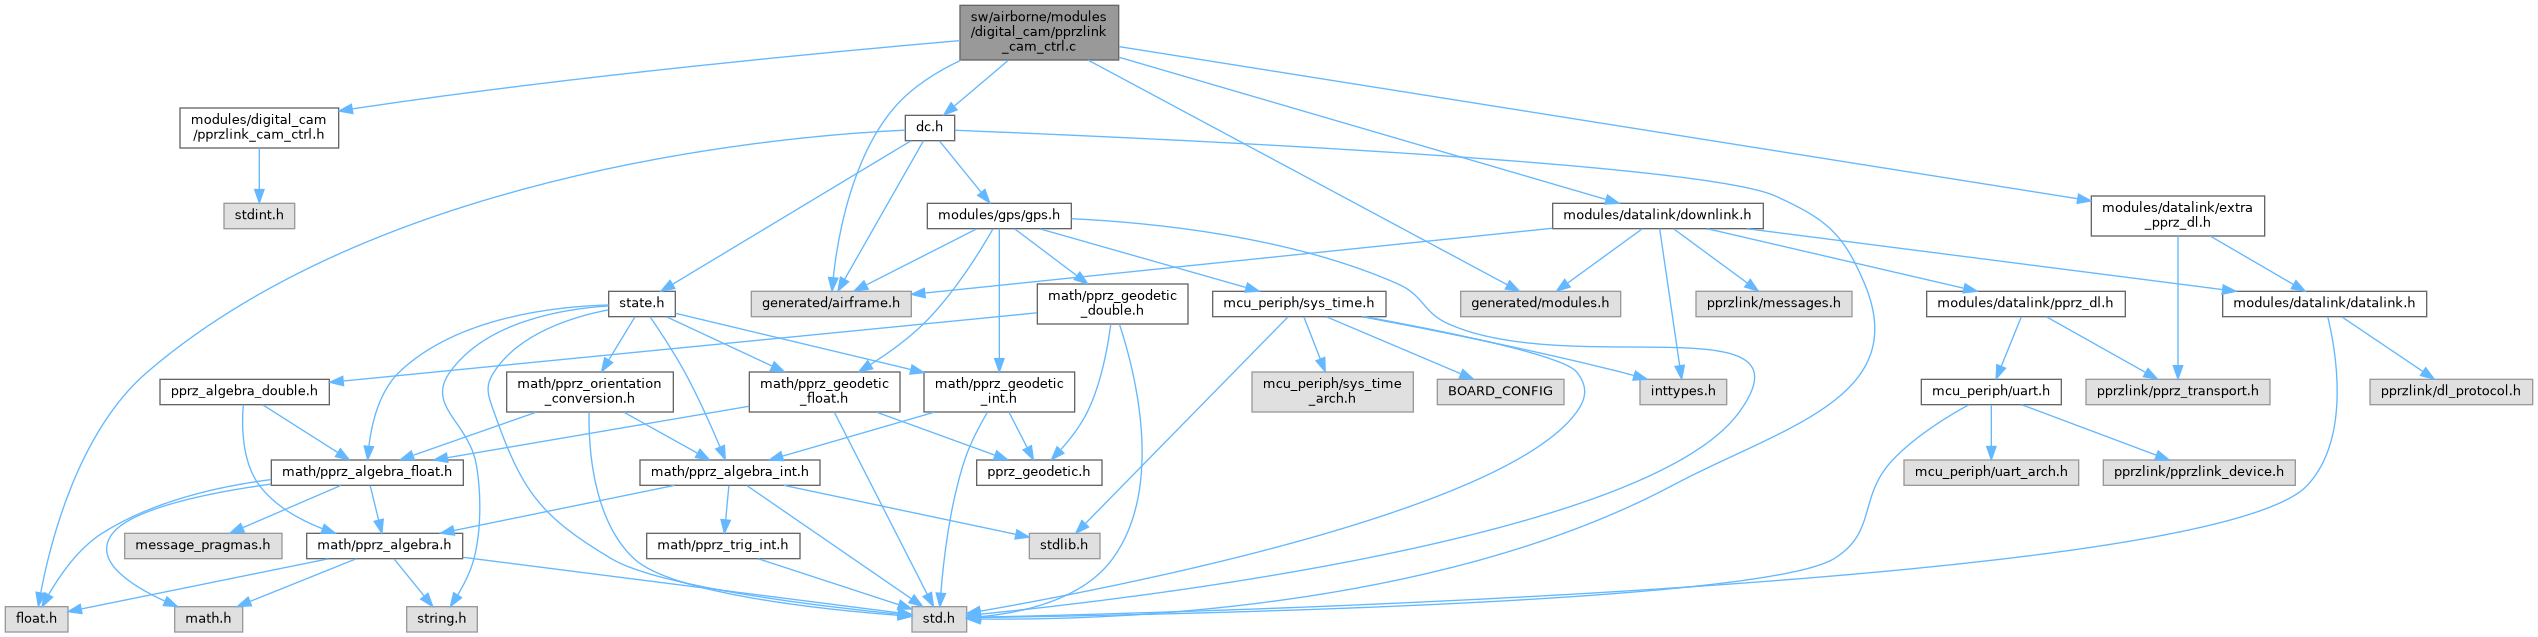 sw/airborne/modules
/digital_cam/pprzlink
_cam_ctrl.c
modules/digital_cam
/pprzlink_cam_ctrl.h
dc.h
stdint.h
modules/gps/gps.h
modules/datalink/downlink.h
modules/datalink/extra
_pprz_dl.h
state.h
generated/airframe.h
math/pprz_geodetic
_double.h
mcu_periph/sys_time.h
generated/modules.h
pprzlink/messages.h
modules/datalink/pprz_dl.h
modules/datalink/datalink.h
pprz_algebra_double.h
math/pprz_orientation
_conversion.h
math/pprz_geodetic
_float.h
math/pprz_geodetic
_int.h
mcu_periph/sys_time
_arch.h
BOARD_CONFIG
inttypes.h
mcu_periph/uart.h
pprzlink/pprz_transport.h
pprzlink/dl_protocol.h
math/pprz_algebra_float.h
math/pprz_algebra_int.h
pprz_geodetic.h
mcu_periph/uart_arch.h
pprzlink/pprzlink_device.h
message_pragmas.h
math/pprz_algebra.h
math/pprz_trig_int.h
stdlib.h
float.h
math.h
string.h
std.h